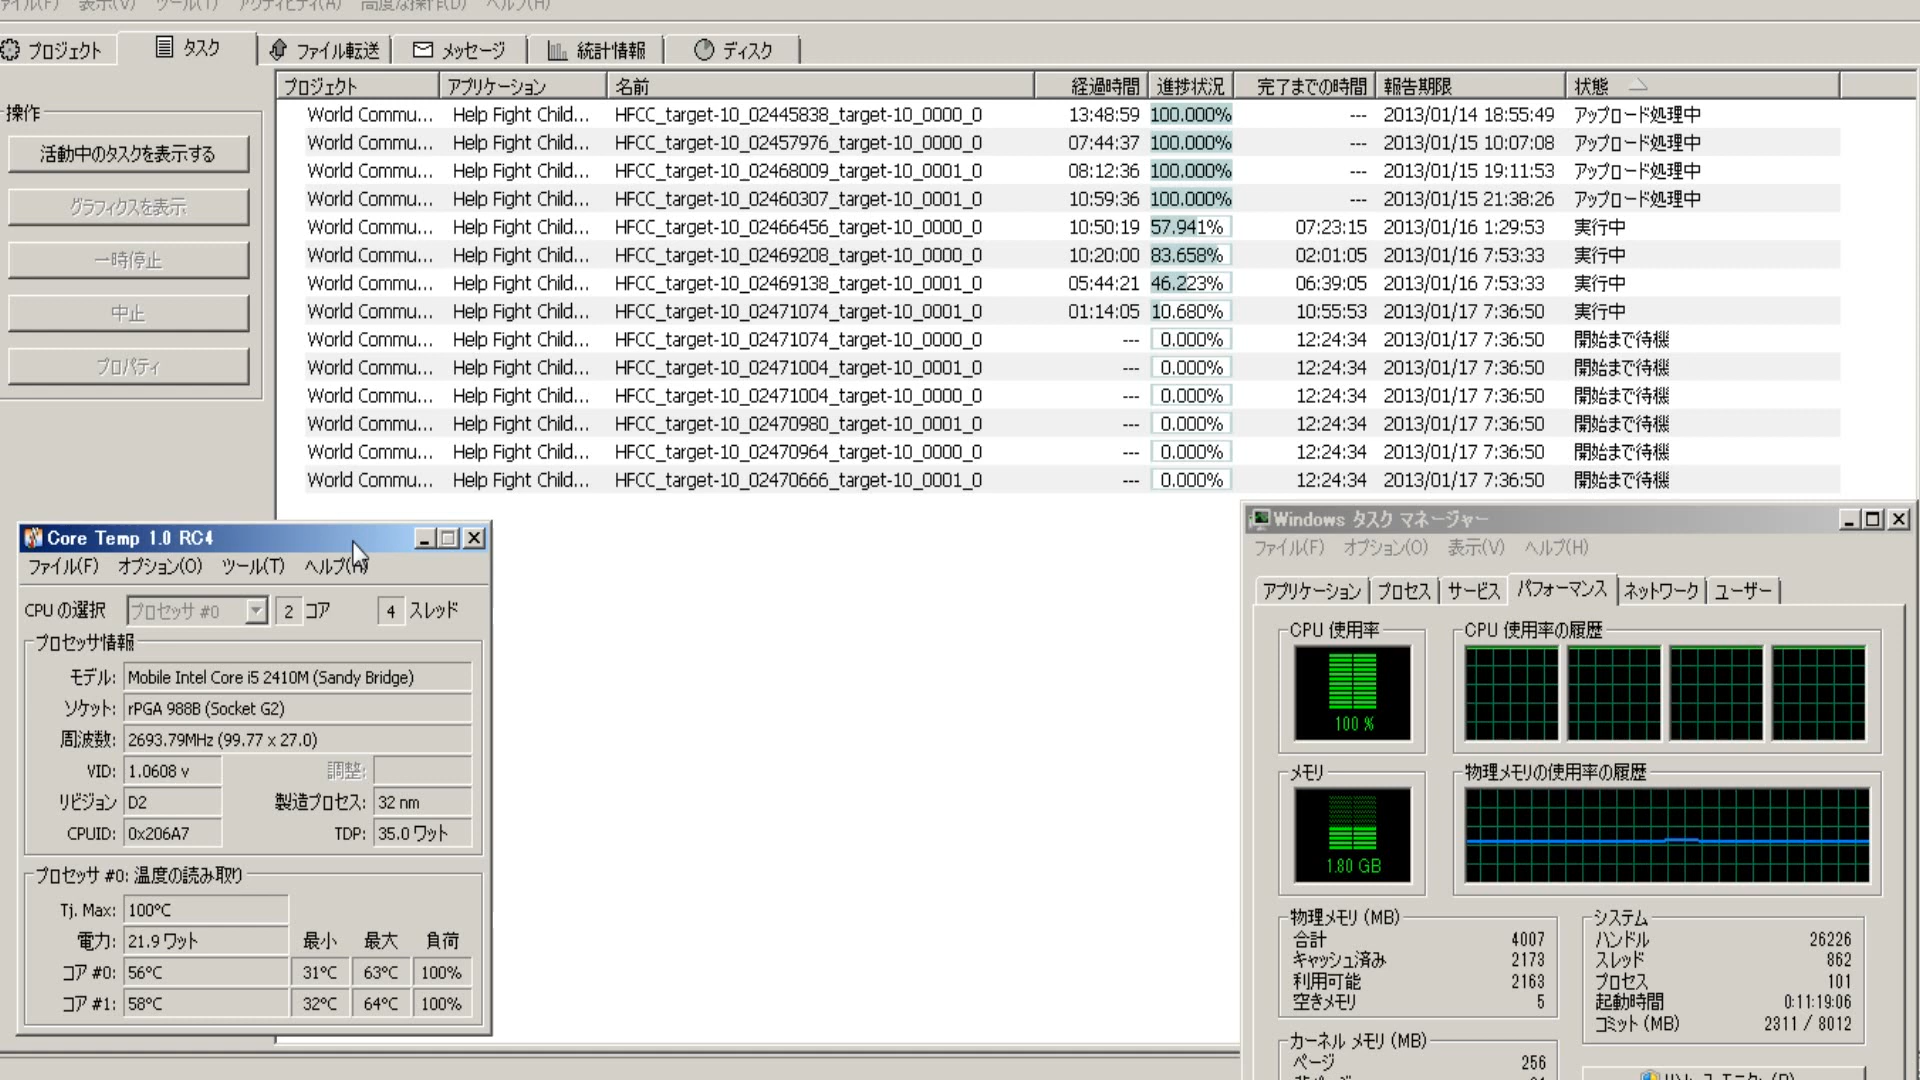 ァイル(F) 表示(V) ツール(T) アクティビティ(A) 高度な操作(D) ヘルプ(H)
プロジェクト タスク ファイル転送 メッセージ 統計情報 ディスク
操作
活動中のタスクを表示する
グラフィクスを表示
一時停止
中止
プロパティ
プロジェクト アプリケーション 名前 経過時間 進捗状況 完了までの時間 報告期限 状態
World Commu... Help Fight Child... HFCC_target-10_02445838_target-10_0000_0 13:48:59 100.000% --- 2013/01/14 18:55:49 アップロード処理中
World Commu... Help Fight Child... HFCC_target-10_02457976_target-10_0000_0 07:44:37 100.000% --- 2013/01/15 10:07:08 アップロード処理中
World Commu... Help Fight Child... HFCC_target-10_02468009_target-10_0001_0 08:12:36 100.000% --- 2013/01/15 19:11:53 アップロード処理中
World Commu... Help Fight Child... HFCC_target-10_02460307_target-10_0001_0 10:59:36 100.000% --- 2013/01/15 21:38:26 アップロード処理中
World Commu... Help Fight Child... HFCC_target-10_02466456_target-10_0000_0 10:50:19 57.941% 07:23:15 2013/01/16 1:29:53 実行中
World Commu... Help Fight Child... HFCC_target-10_02469208_target-10_0000_0 10:20:00 83.658% 02:01:05 2013/01/16 7:53:33 実行中
World Commu... Help Fight Child... HFCC_target-10_02469138_target-10_0001_0 05:44:21 46.223% 06:39:05 2013/01/16 7:53:33 実行中
World Commu... Help Fight Child... HFCC_target-10_02471074_target-10_0001_0 01:14:05 10.680% 10:55:53 2013/01/17 7:36:50 実行中
World Commu... Help Fight Child... HFCC_target-10_02471074_target-10_0000_0 --- 0.000% 12:24:34 2013/01/17 7:36:50 開始まで待機
World Commu... Help Fight Child... HFCC_target-10_02471004_target-10_0001_0 --- 0.000% 12:24:34 2013/01/17 7:36:50 開始まで待機
World Commu... Help Fight Child... HFCC_target-10_02471004_target-10_0000_0 --- 0.000% 12:24:34 2013/01/17 7:36:50 開始まで待機
World Commu... Help Fight Child... HFCC_target-10_02470980_target-10_0001_0 --- 0.000% 12:24:34 2013/01/17 7:36:50 開始まで待機
World Commu... Help Fight Child... HFCC_target-10_02470964_target-10_0000_0 --- 0.000% 12:24:34 2013/01/17 7:36:50 開始まで待機
World Commu... Help Fight Child... HFCC_target-10_02470666_target-10_0001_0 --- 0.000% 12:24:34 2013/01/17 7:36:50 開始まで待機
Core Temp 1.0 RC4
ファイル(F) オプション(O) ツール(T) ヘルプ(H)
CPU の選択 プロセッサ #0 2 コア 4 スレッド
プロセッサ情報
モデル: Mobile Intel Core i5 2410M (Sandy Bridge)
ソケット: rPGA 988B (Socket G2)
周波数: 2693.79MHz (99.77 x 27.0)
VID: 1.0608 v 調整:
リビジョン D2 製造プロセス: 32 nm
CPUID: 0x206A7 TDP: 35.0 ワット
プロセッサ #0: 温度の読み取り
Tj. Max: 100℃
電力: 21.9 ワット 最小 最大 負荷
コア #0: 56℃ 31℃ 63℃ 100%
コア #1: 58℃ 32℃ 64℃ 100%
Windows タスク マネージャー
ファイル(F) オプション(O) 表示(V) ヘルプ(H)
アプリケーション プロセス サービス パフォーマンス ネットワーク ユーザー
CPU 使用率 CPU 使用率の履歴
100 %
メモリ 物理メモリの使用率の履歴
1.80 GB
物理メモリ (MB)
合計 4007
キャッシュ済み 2173
利用可能 2163
空きメモリ 5
システム
ハンドル 26226
スレッド 862
プロセス 101
起動時間 0:11:19:06
コミット (MB) 2311 / 8012
カーネル メモリ (MB)
ページ 256